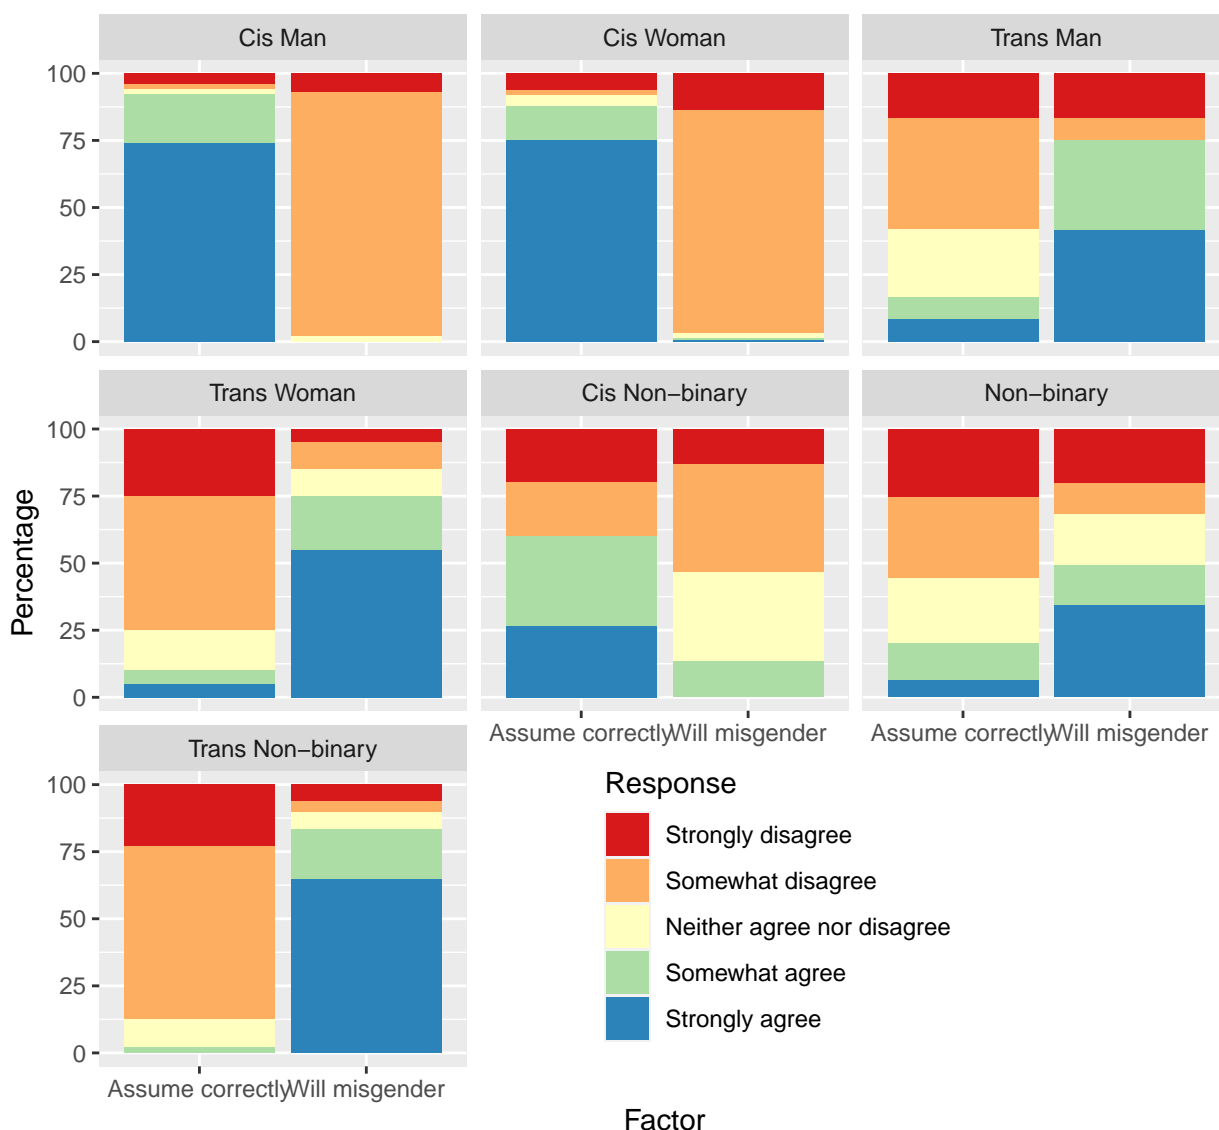 Cis Man
Cis Woman
Trans Man
100
75
50
25
0
Trans Woman
Cis Non−binary
Non−binary
100
75
50
25
0
Percentage
Assume correctly
Will misgender
Assume correctly
Will misgender
Trans Non−binary
100
75
50
25
0
Assume correctly
Will misgender
Response
Strongly disagree
Somewhat disagree
Neither agree nor disagree
Somewhat agree
Strongly agree
Factor